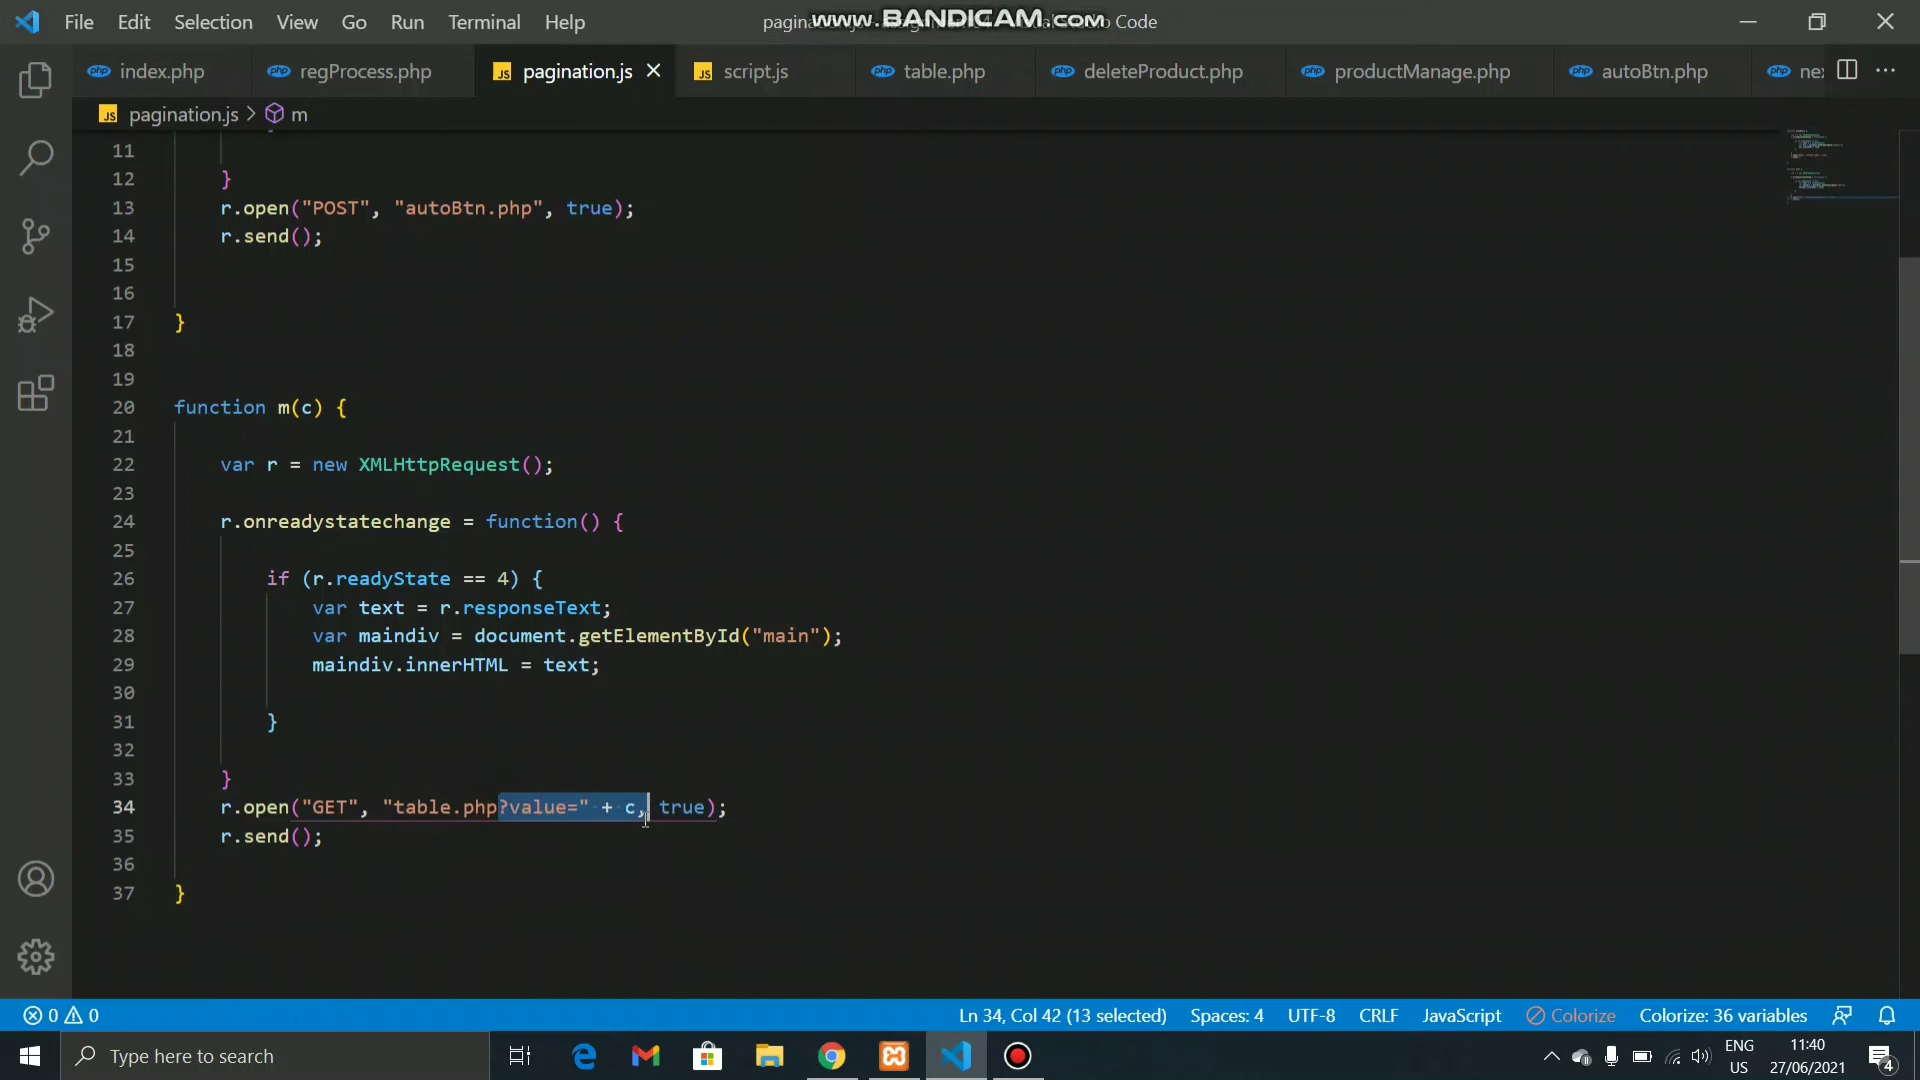 File Edit Selection View Go Run Terminal Help
www.BANDICAM.COM
Code
index.php
regProcess.php
pagination.js
script.js
table.php
deleteProduct.php
productManage.php
autoBtn.php
pagination.js > m
11
12 }
13 r.open("POST", "autoBtn.php", true);
14 r.send();
15
16
17 }
18
19
20 function m(c) {
21
22 var r = new XMLHttpRequest();
23
24 r.onreadystatechange = function() {
25
26 if (r.readyState == 4) {
27 var text = r.responseText;
28 var maindiv = document.getElementById("main");
29 maindiv.innerHTML = text;
30
31 }
32
33 }
34 r.open("GET", "table.php?value=" + c, true);
35 r.send();
36
37 }
0 0
Ln 34, Col 42 (13 selected) Spaces: 4 UTF-8 CRLF JavaScript Colorize Colorize: 36 variables
Type here to search
ENG
US
11:40
27/06/2021
4